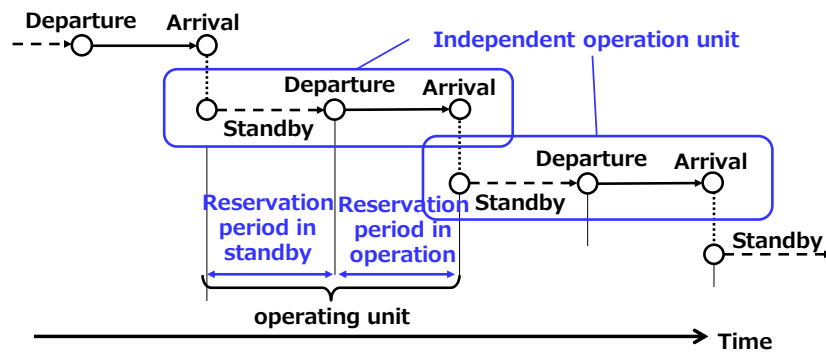 Departure
Arrival
Independent operation unit
Departure
Arrival
Standby
Departure
Arrival
Standby
Reservation
period in
standby
Reservation
period in
operation
Standby
operating unit
Time